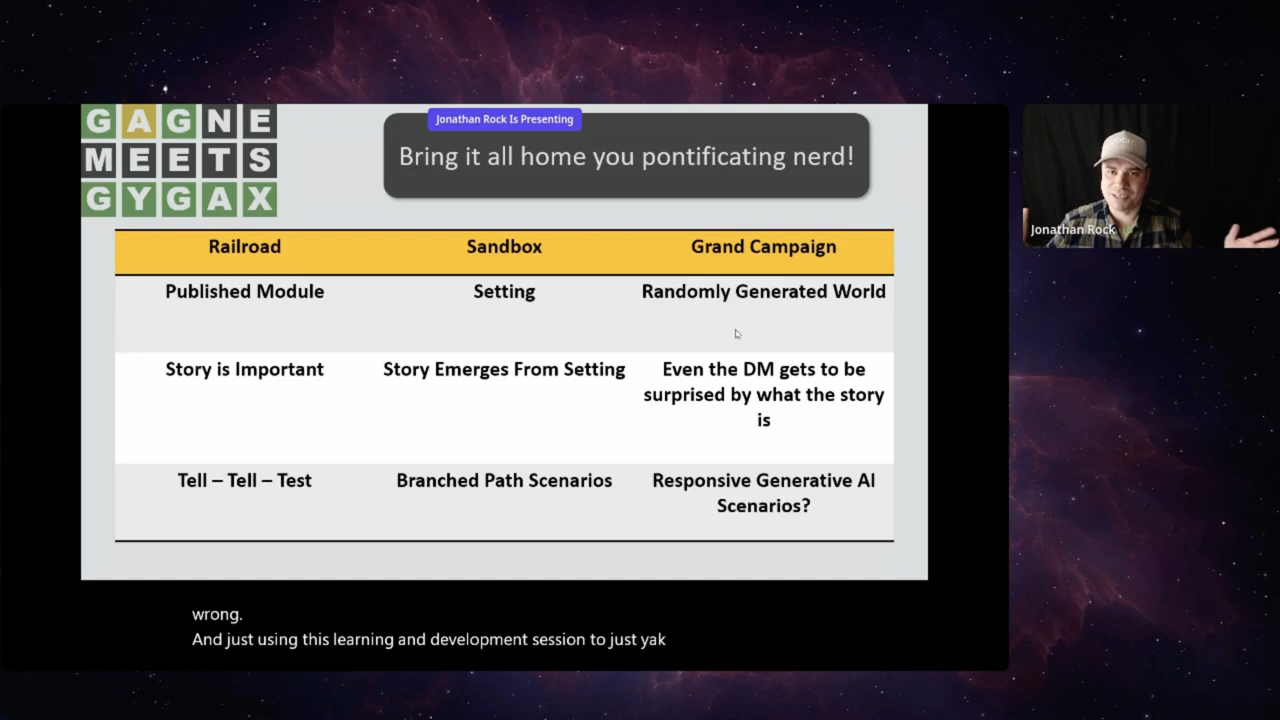 GAGNE
MEETS
GYGAX
Jonathan Rock Is Presenting
Bring it all home you pontificating nerd!
Jonathan Rock
Railroad
Sandbox
Grand Campaign
Published Module
Setting
Randomly Generated World
Story is Important
Story Emerges From Setting
Even the DM gets to be
surprised by what the story
is
Tell – Tell – Test
Branched Path Scenarios
Responsive Generative AI
Scenarios?
wrong.
And just using this learning and development session to just yak